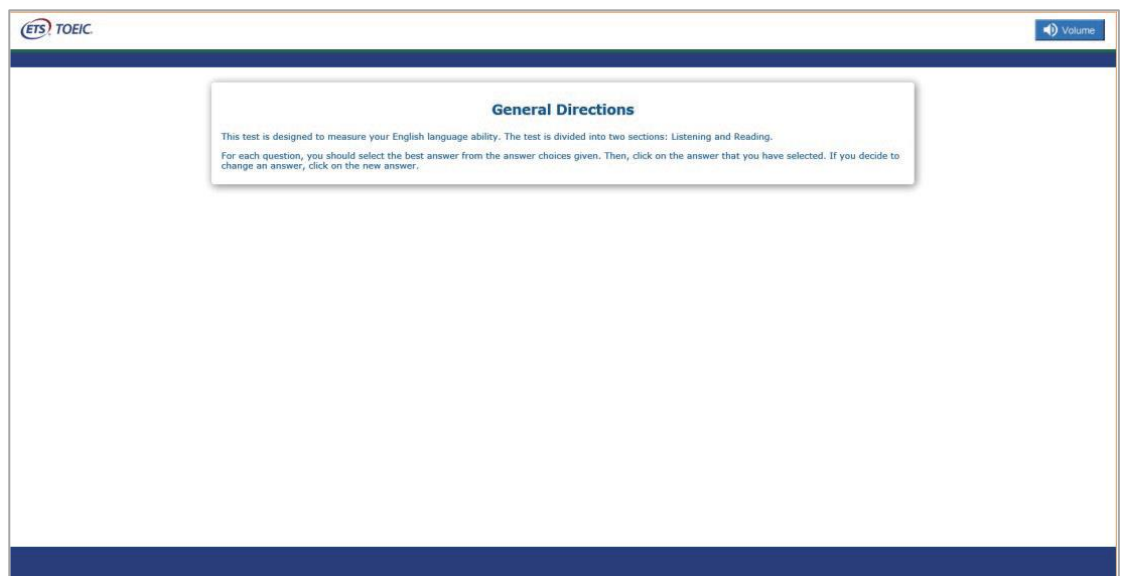 ETS TOEIC.
Volume
General Directions
This test is designed to measure your English language ability. The test is divided into two sections: Listening and Reading.
For each question, you should select the best answer from the answer choices given. Then, click on the answer that you have selected. If you decide to
change an answer, click on the new answer.